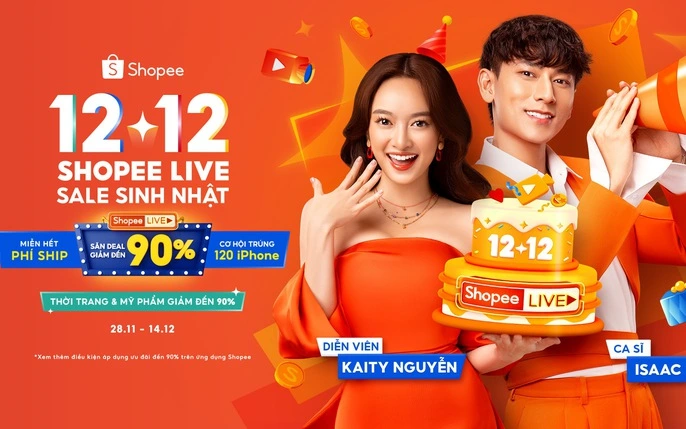 Shopee
12 12
SHOPEE LIVE
SALE SINH NHẬT
Shopee LIVE
MIỄN HẾT
PHÍ SHIP
SĂN DEAL
GIẢM ĐẾN
90%
CƠ HỘI TRÚNG
120 iPhone
THỜI TRANG & MỸ PHẨM GIẢM ĐẾN 90%
28.11 - 14.12
*Xem thêm điều kiện áp dụng ưu đãi đến 90% trên ứng dụng Shopee
12 12
Shopee LIVE
DIỄN VIÊN
KAITY NGUYỄN
CA SĨ
ISAAC